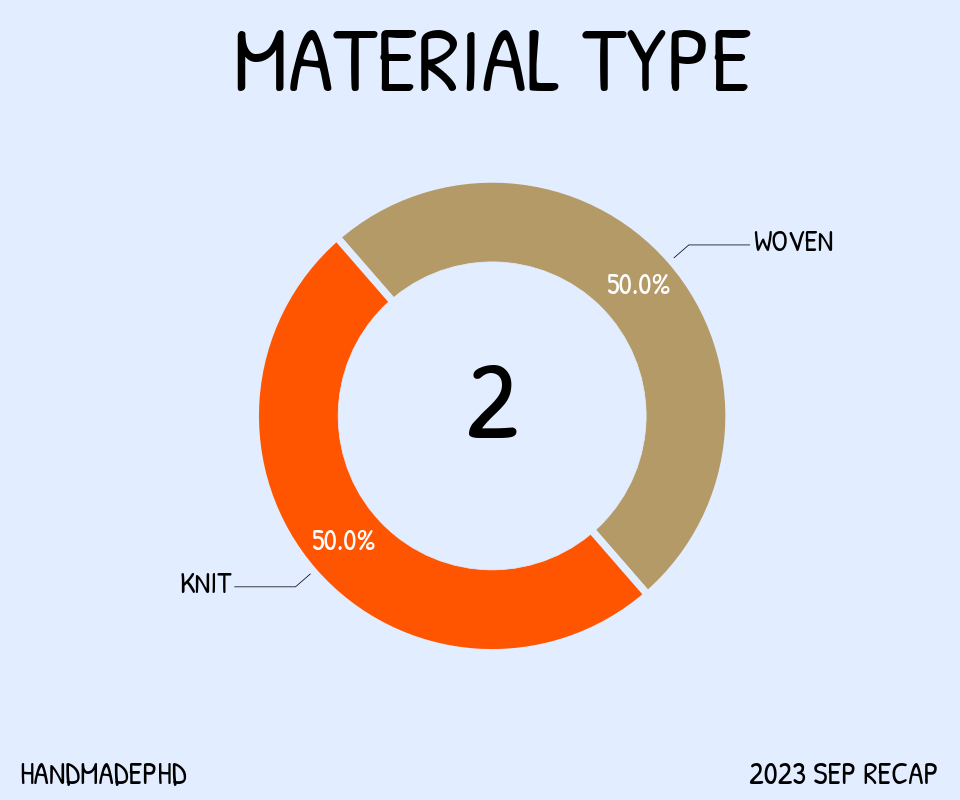 MATERIAL TYPE
WOVEN
50.0%
2
50.0%
KNIT
HANDMADEPHD
2023 SEP RECAP